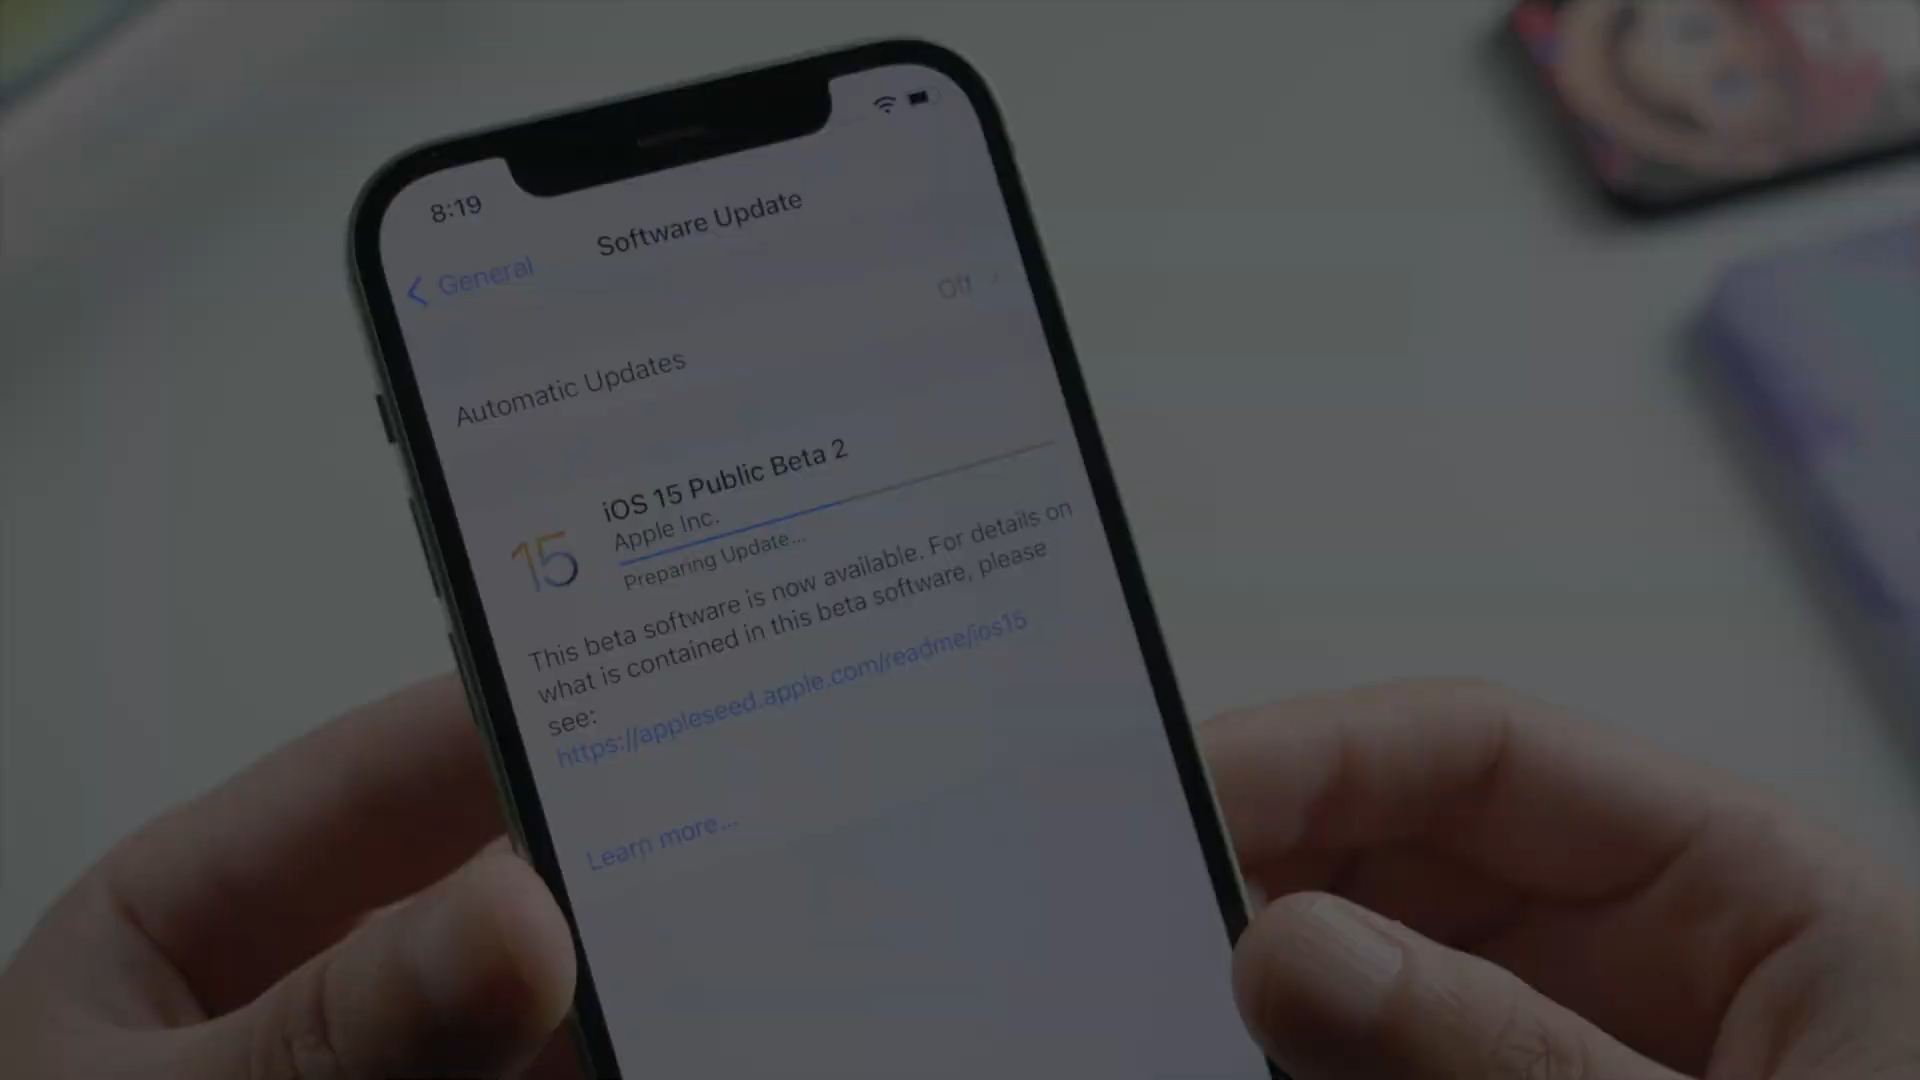 8:19
Software Update
General
Off
Automatic Updates
iOS 15 Public Beta 2
Apple Inc.
15
Preparing Update...
This beta software is now available. For details on
what is contained in this beta software, please
see:
https://appleseed.apple.com/readme/ios15
Learn more...